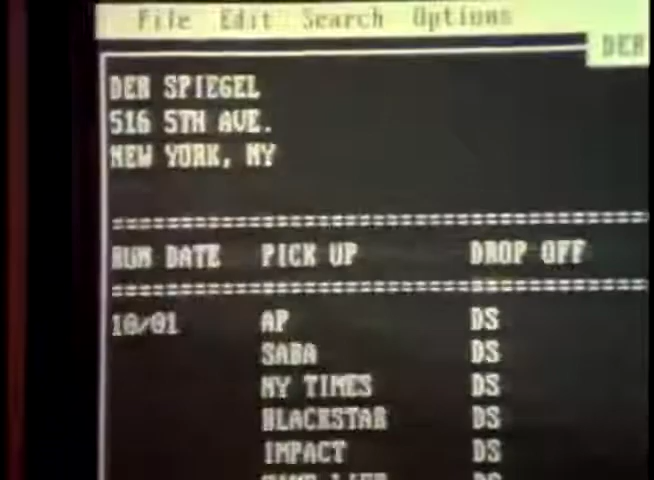 File Edit Search Options
DER
DER SPIEGEL
516 5TH AVE.
NEW YORK, NY
========================================
RUN DATE PICK UP DROP OFF
========================================
10/01 AP DS
SABA DS
NY TIMES DS
BLACKSTAR DS
IMPACT DS